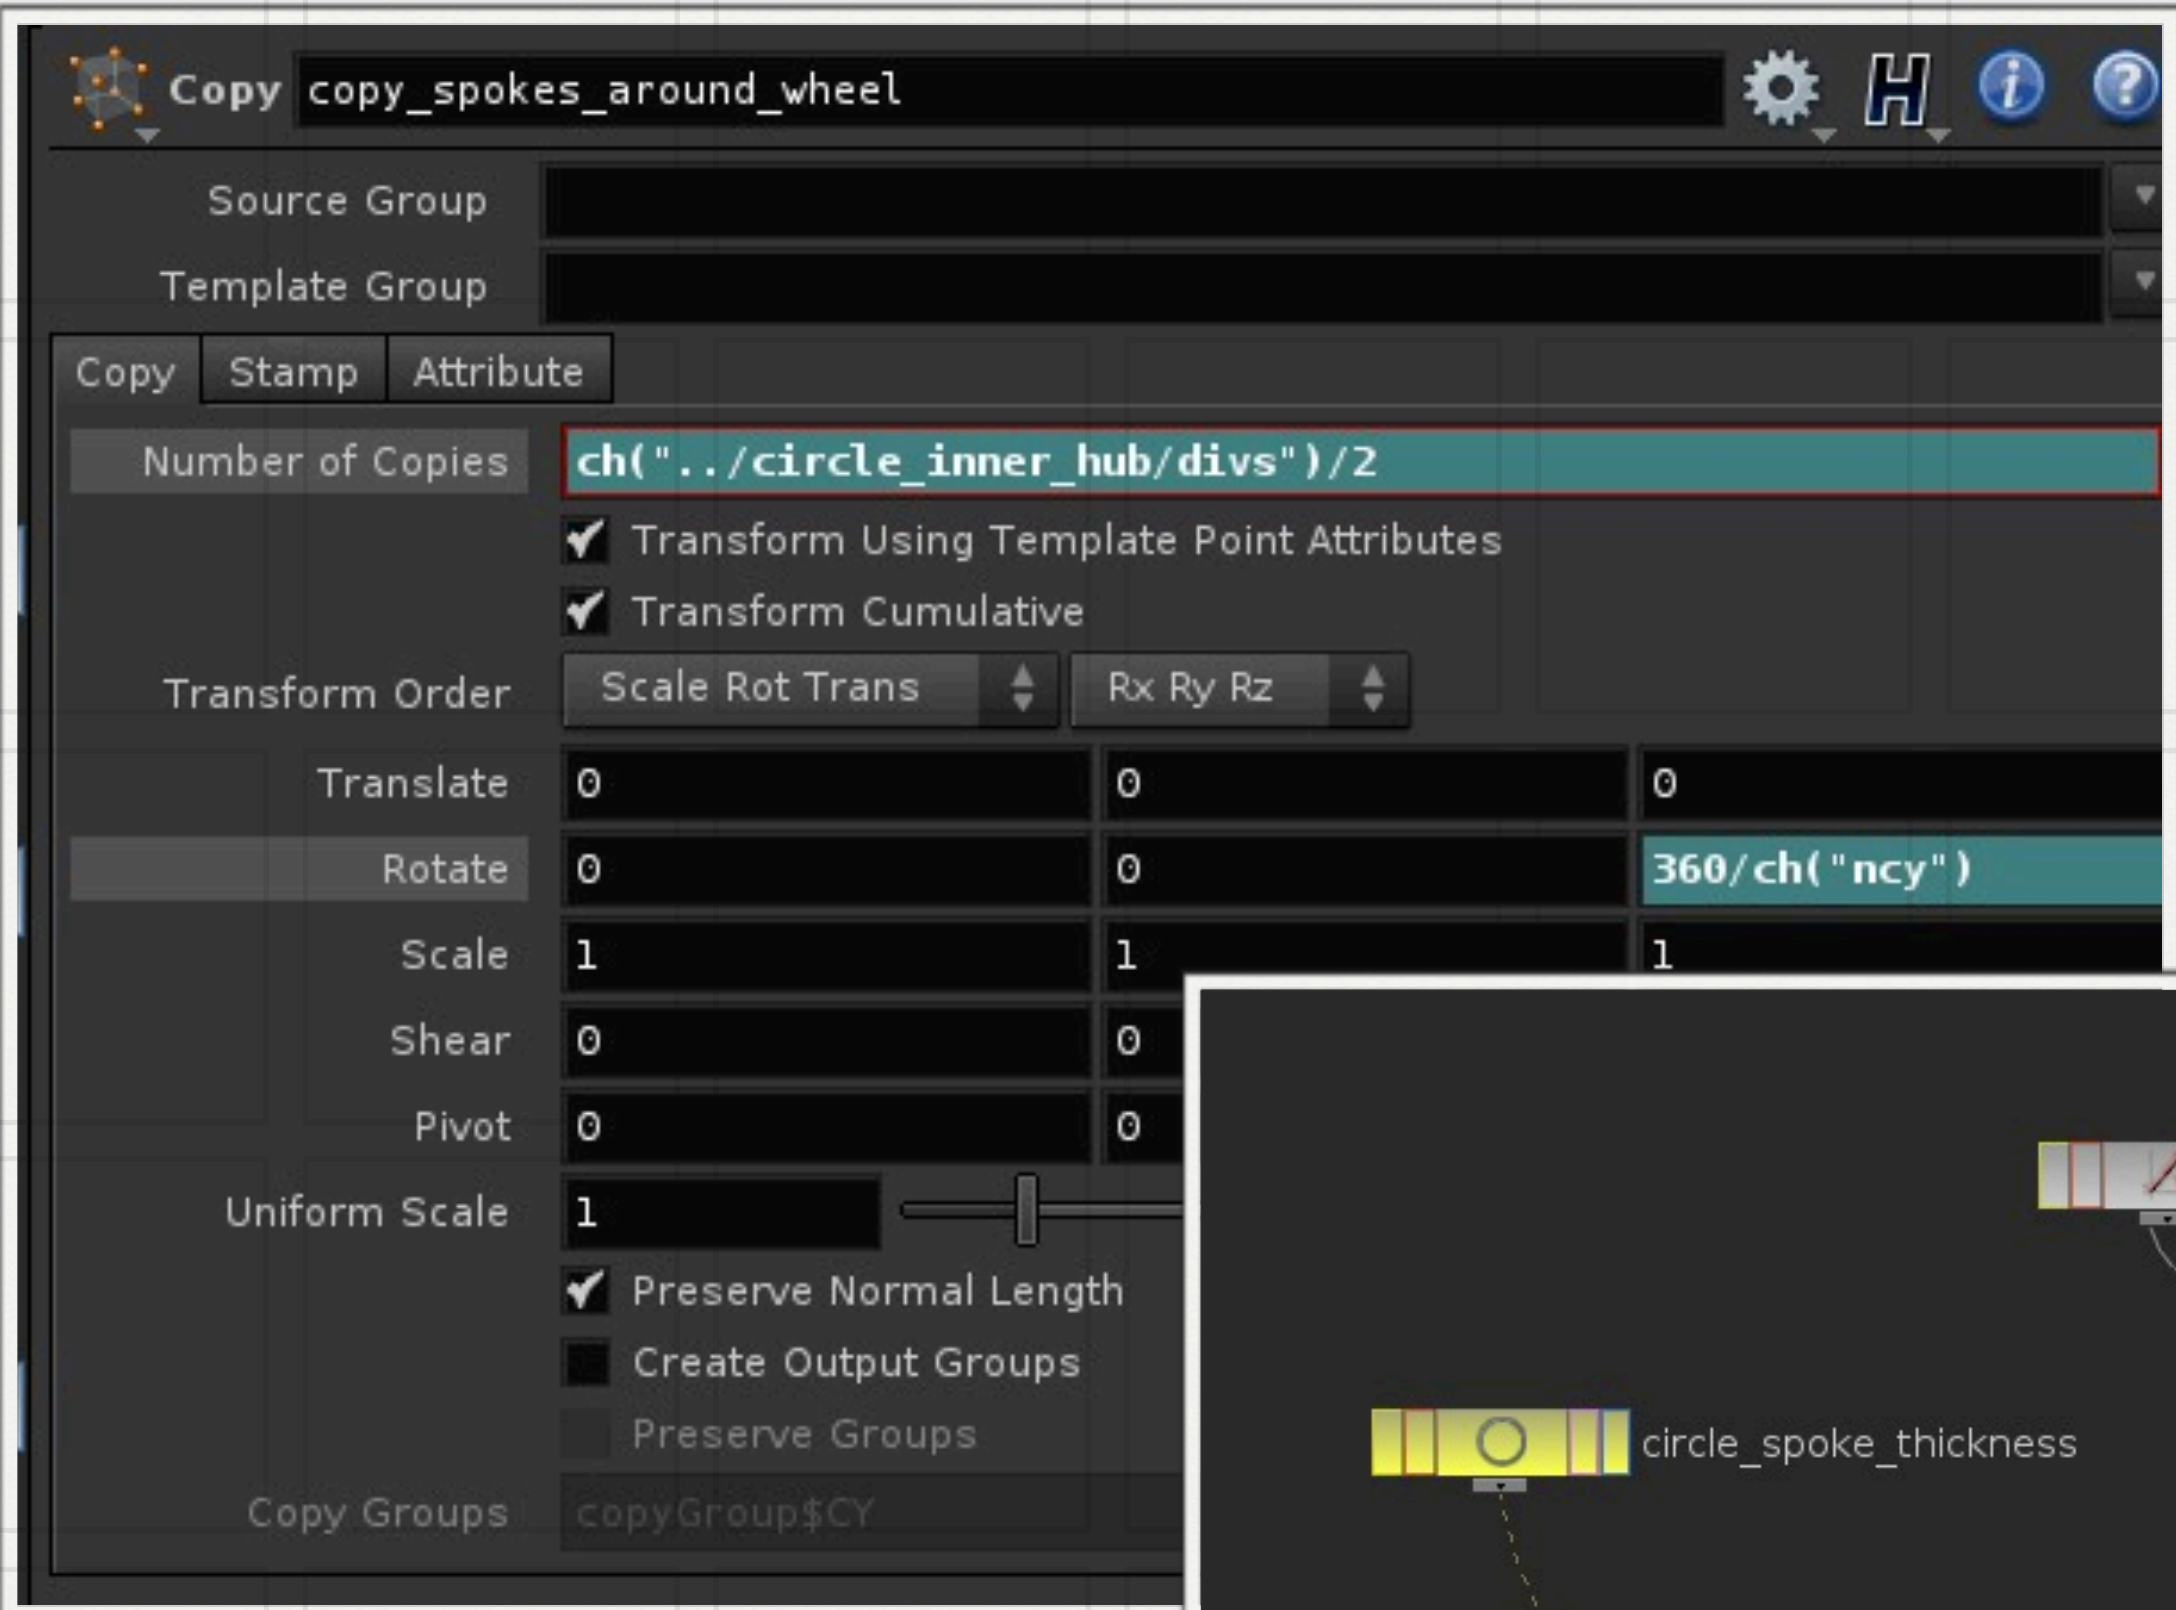 Copy copy_spokes_around_wheel
Source Group
Template Group
Copy Stamp Attribute
Number of Copies ch("../circle_inner_hub/divs")/2
Transform Using Template Point Attributes
Transform Cumulative
Transform Order Scale Rot Trans Rx Ry Rz
Translate 0 0 0
Rotate 0 0 360/ch("ncy")
Scale 1 1 1
Shear 0 0
Pivot 0 0
Uniform Scale 1
Preserve Normal Length
Create Output Groups
Preserve Groups
circle_spoke_thickness
Copy Groups copyGroup$CY